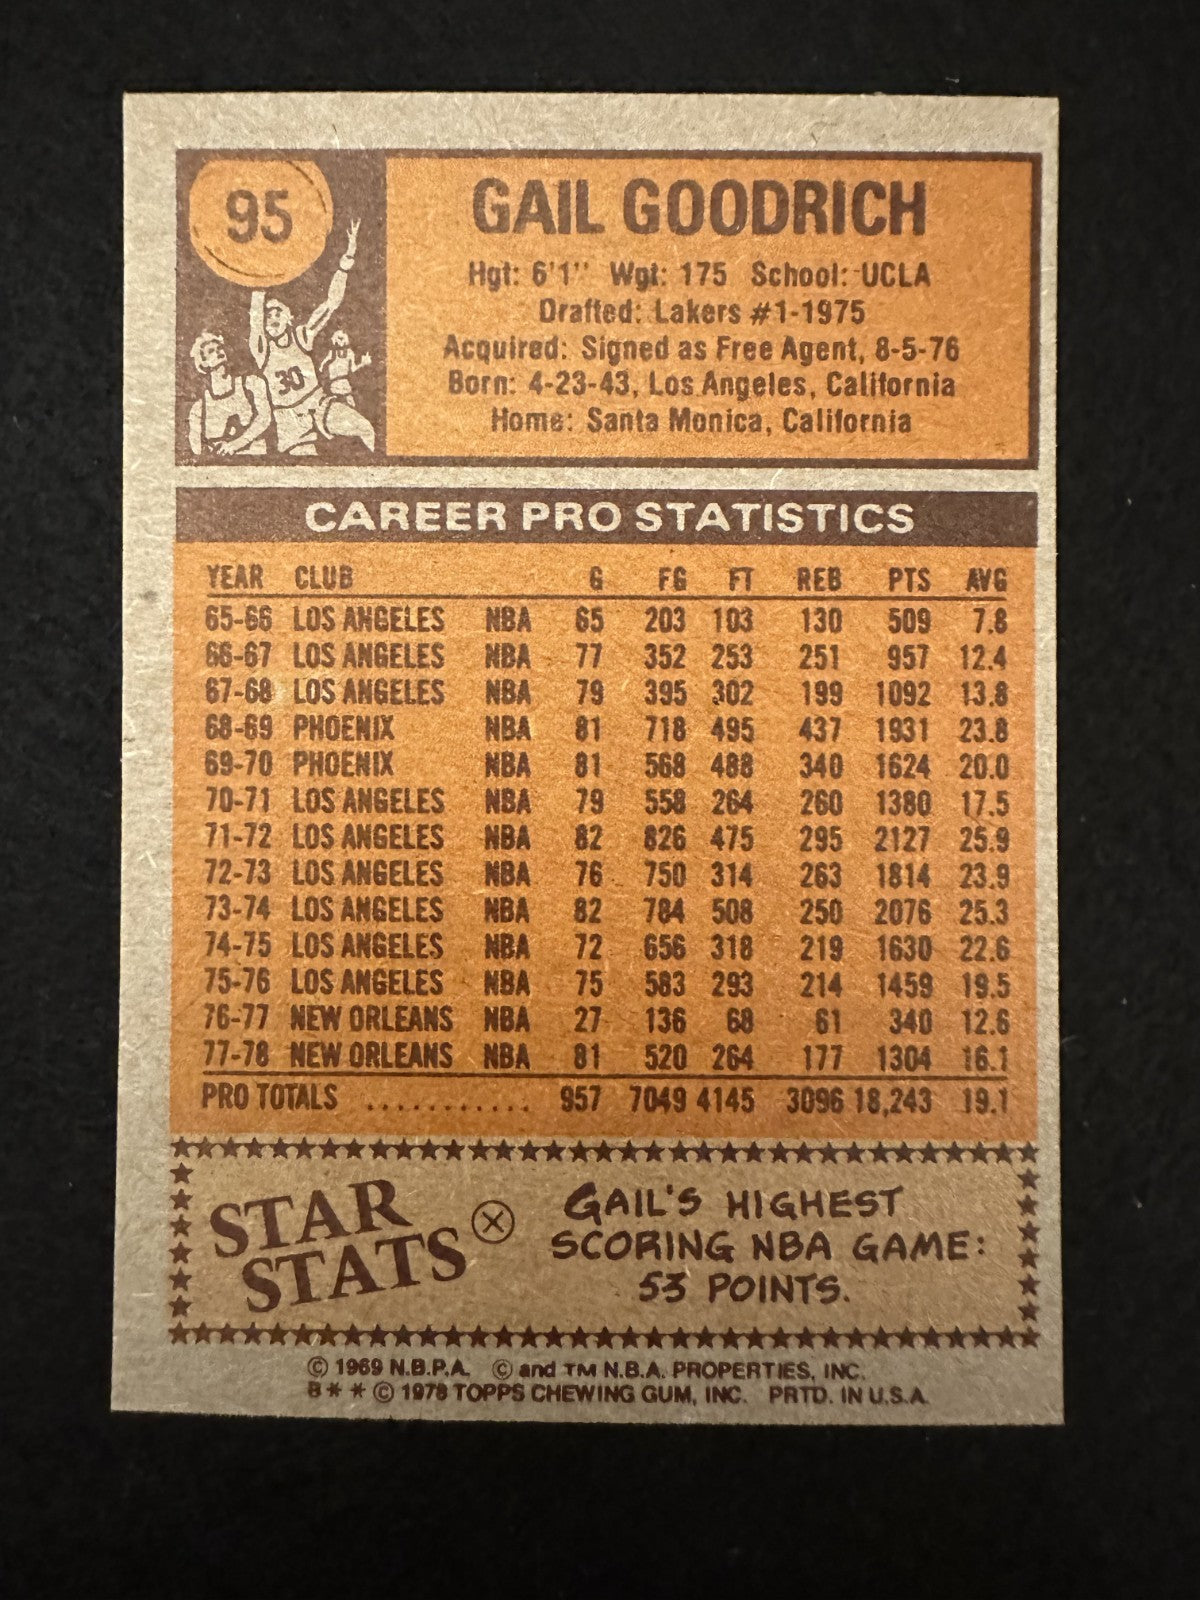 95
GAIL GOODRICH
Hgt: 6'1" Wgt: 175 School: UCLA
Drafted: Lakers #1-1975
Acquired: Signed as Free Agent, 8-5-76
Born: 4-23-43, Los Angeles, California
Home: Santa Monica, California
30
CAREER PRO STATISTICS
YEAR CLUB G FG FT REB PTS AVG
65-66 LOS ANGELES NBA 65 203 103 130 509 7.8
66-67 LOS ANGELES NBA 77 352 253 251 957 12.4
67-68 LOS ANGELES NBA 79 395 302 199 1092 13.8
68-69 PHOENIX NBA 81 718 495 437 1931 23.8
69-70 PHOENIX NBA 81 568 488 340 1624 20.0
70-71 LOS ANGELES NBA 79 558 264 260 1380 17.5
71-72 LOS ANGELES NBA 82 826 475 295 2127 25.9
72-73 LOS ANGELES NBA 76 750 314 263 1814 23.9
73-74 LOS ANGELES NBA 82 784 508 250 2076 25.3
74-75 LOS ANGELES NBA 72 656 318 219 1630 22.6
75-76 LOS ANGELES NBA 75 583 293 214 1459 19.5
76-77 NEW ORLEANS NBA 27 136 68 61 340 12.6
77-78 NEW ORLEANS NBA 81 520 264 177 1304 16.1
PRO TOTALS ............ 957 7049 4145 3096 18,243 19.1
STAR
STATS
GAIL'S HIGHEST
SCORING NBA GAME:
53 POINTS.
© 1969 N.B.P.A. © and TM N.B.A. PROPERTIES, INC.
B * * © 1978 TOPPS CHEWING GUM, INC. PRTD. IN U.S.A.